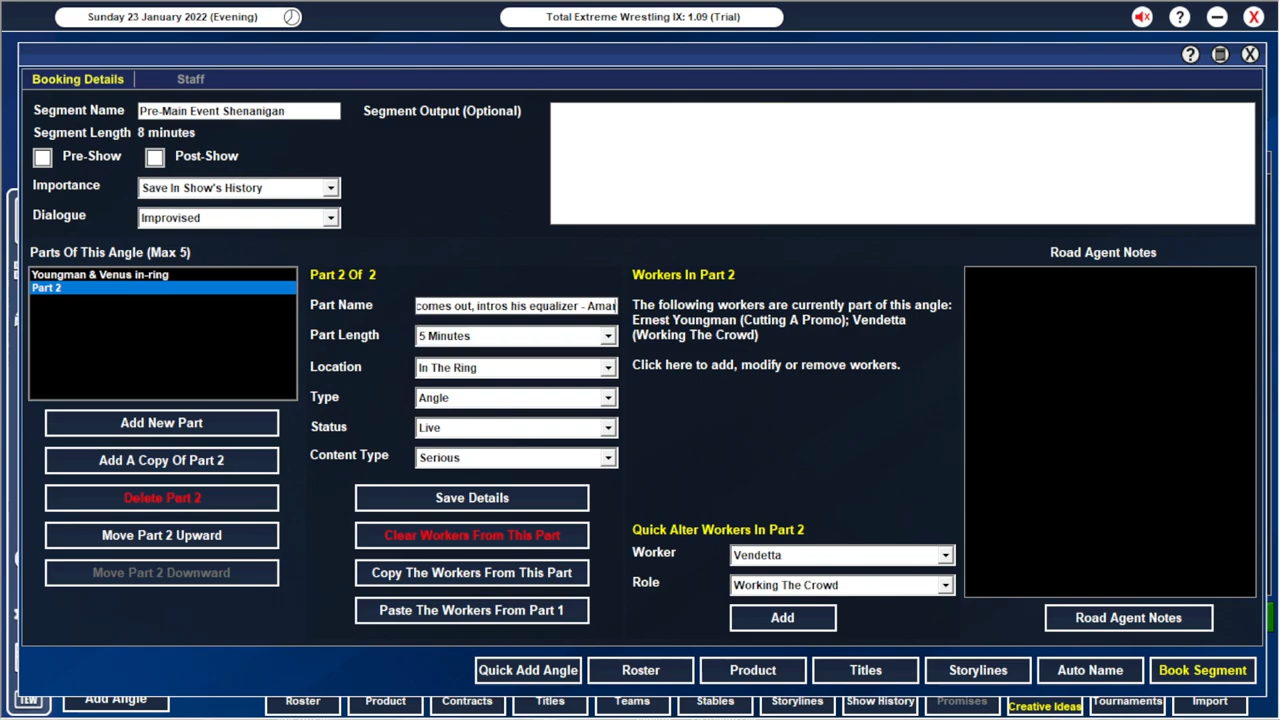 Sunday 23 January 2022 (Evening)
Total Extreme Wrestling IX: 1.09 (Trial)
? X
? X
Booking Details
Staff
Segment Name
Pre-Main Event Shenanigan
Segment Output (Optional)
Segment Length 8 minutes
Pre-Show
Post-Show
Importance
Save In Show's History
Dialogue
Improvised
Parts Of This Angle (Max 5)
Road Agent Notes
Youngman & Venus in-ring
Part 2
Part 2 Of 2
Part Name
comes out, intros his equalizer - Amar
Part Length
5 Minutes
Location
In The Ring
Type
Angle
Status
Live
Content Type
Serious
Workers In Part 2
The following workers are currently part of this angle:
Ernest Youngman (Cutting A Promo); Vendetta
(Working The Crowd)
Click here to add, modify or remove workers.
Add New Part
Add A Copy Of Part 2
Delete Part 2
Move Part 2 Upward
Move Part 2 Downward
Save Details
Clear Workers From This Part
Copy The Workers From This Part
Paste The Workers From Part 1
Quick Alter Workers In Part 2
Worker
Vendetta
Role
Working The Crowd
Add
Road Agent Notes
Quick Add Angle
Roster
Product
Titles
Storylines
Auto Name
Book Segment
TEW
Add Angle
Roster
Product
Contracts
Titles
Teams
Stables
Storylines
Show History
Promises
Creative Ideas
Tournaments
Import